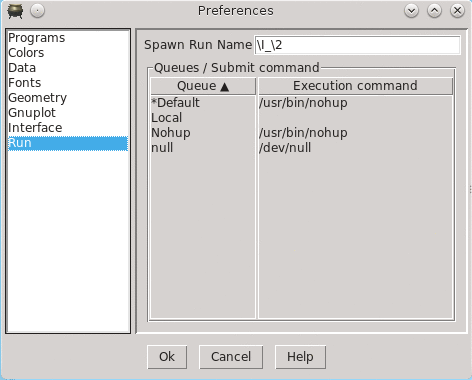 Preferences
Programs
Colors
Data
Fonts
Geometry
Gnuplot
Interface
Run
Spawn Run Name \I_\2
Queues / Submit command
Queue ▲ Execution command
*Default /usr/bin/nohup
Local
Nohup /usr/bin/nohup
null /dev/null
Ok Cancel Help